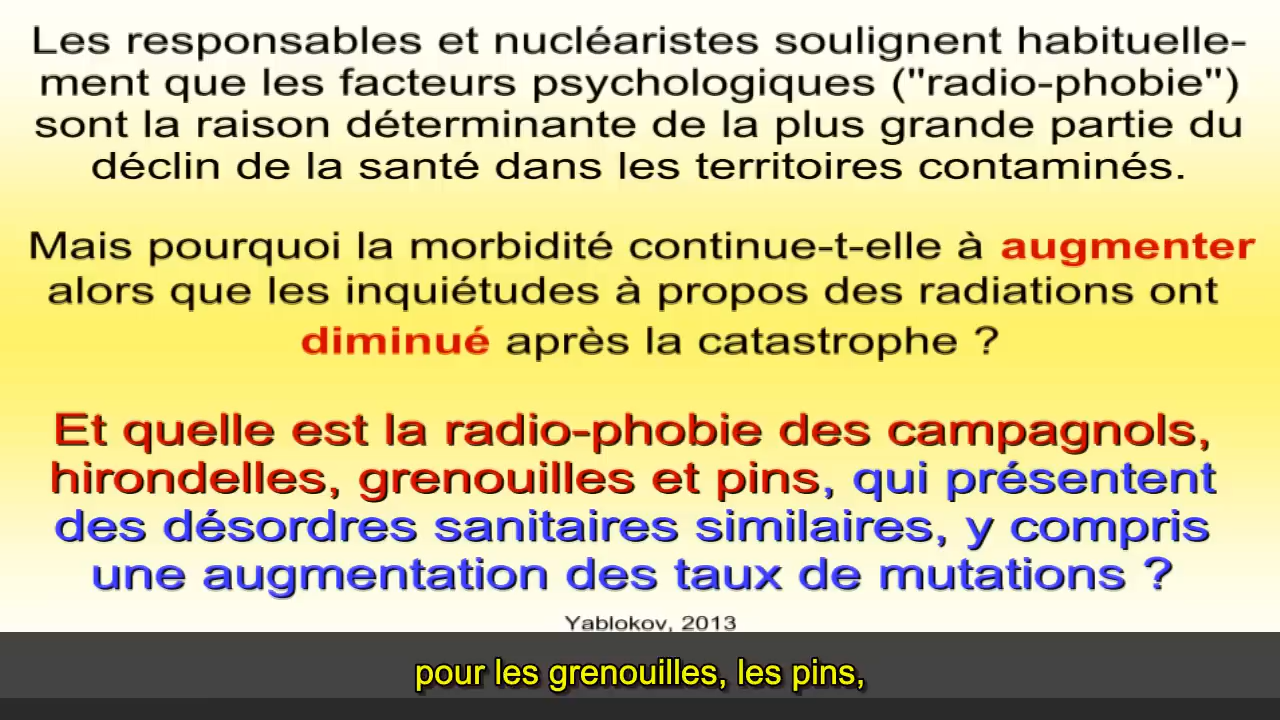 Les responsables et nucléaristes soulignent habituelle-
ment que les facteurs psychologiques ("radio-phobie")
sont la raison déterminante de la plus grande partie du
déclin de la santé dans les territoires contaminés.
Mais pourquoi la morbidité continue-t-elle à augmenter
alors que les inquiétudes à propos des radiations ont
diminué après la catastrophe ?
Et quelle est la radio-phobie des campagnols,
hirondelles, grenouilles et pins, qui présentent
des désordres sanitaires similaires, y compris
une augmentation des taux de mutations ?
Yablokov, 2013
pour les grenouilles, les pins,